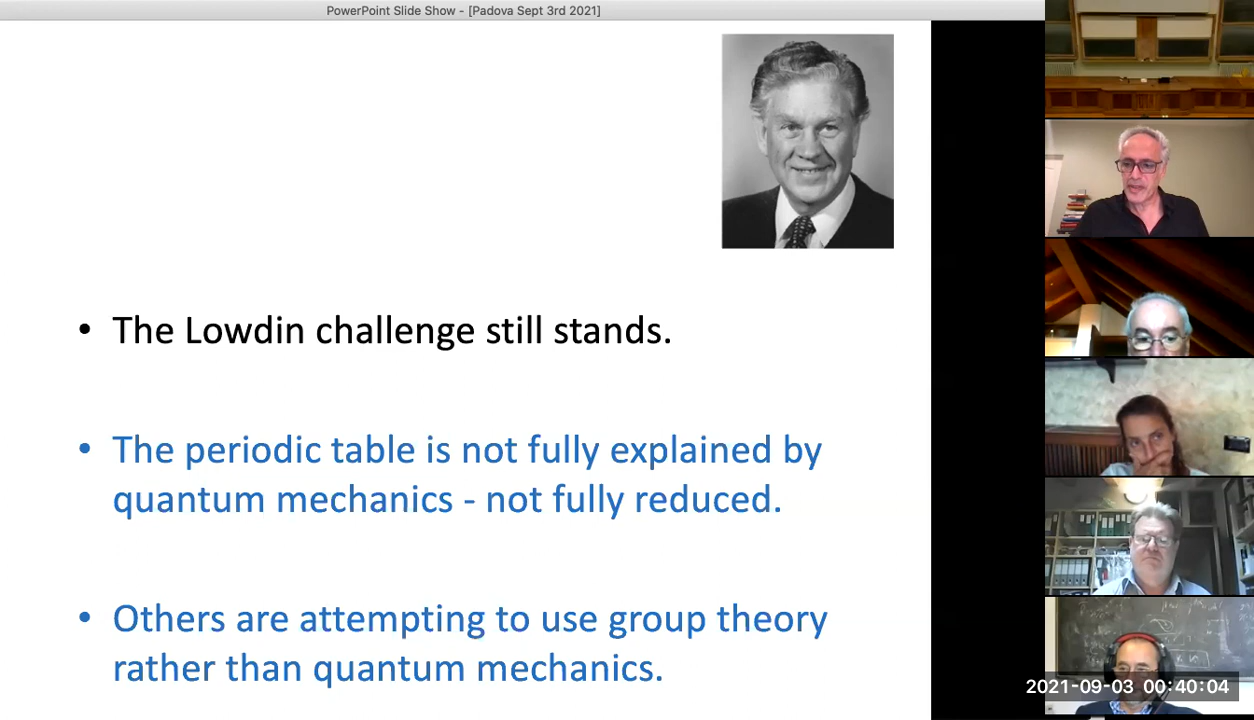 PowerPoint Slide Show - [Padova Sept 3rd 2021]
• The Lowdin challenge still stands.
• The periodic table is not fully explained by
quantum mechanics - not fully reduced.
• Others are attempting to use group theory
rather than quantum mechanics.
2021-09-03 00:40:04